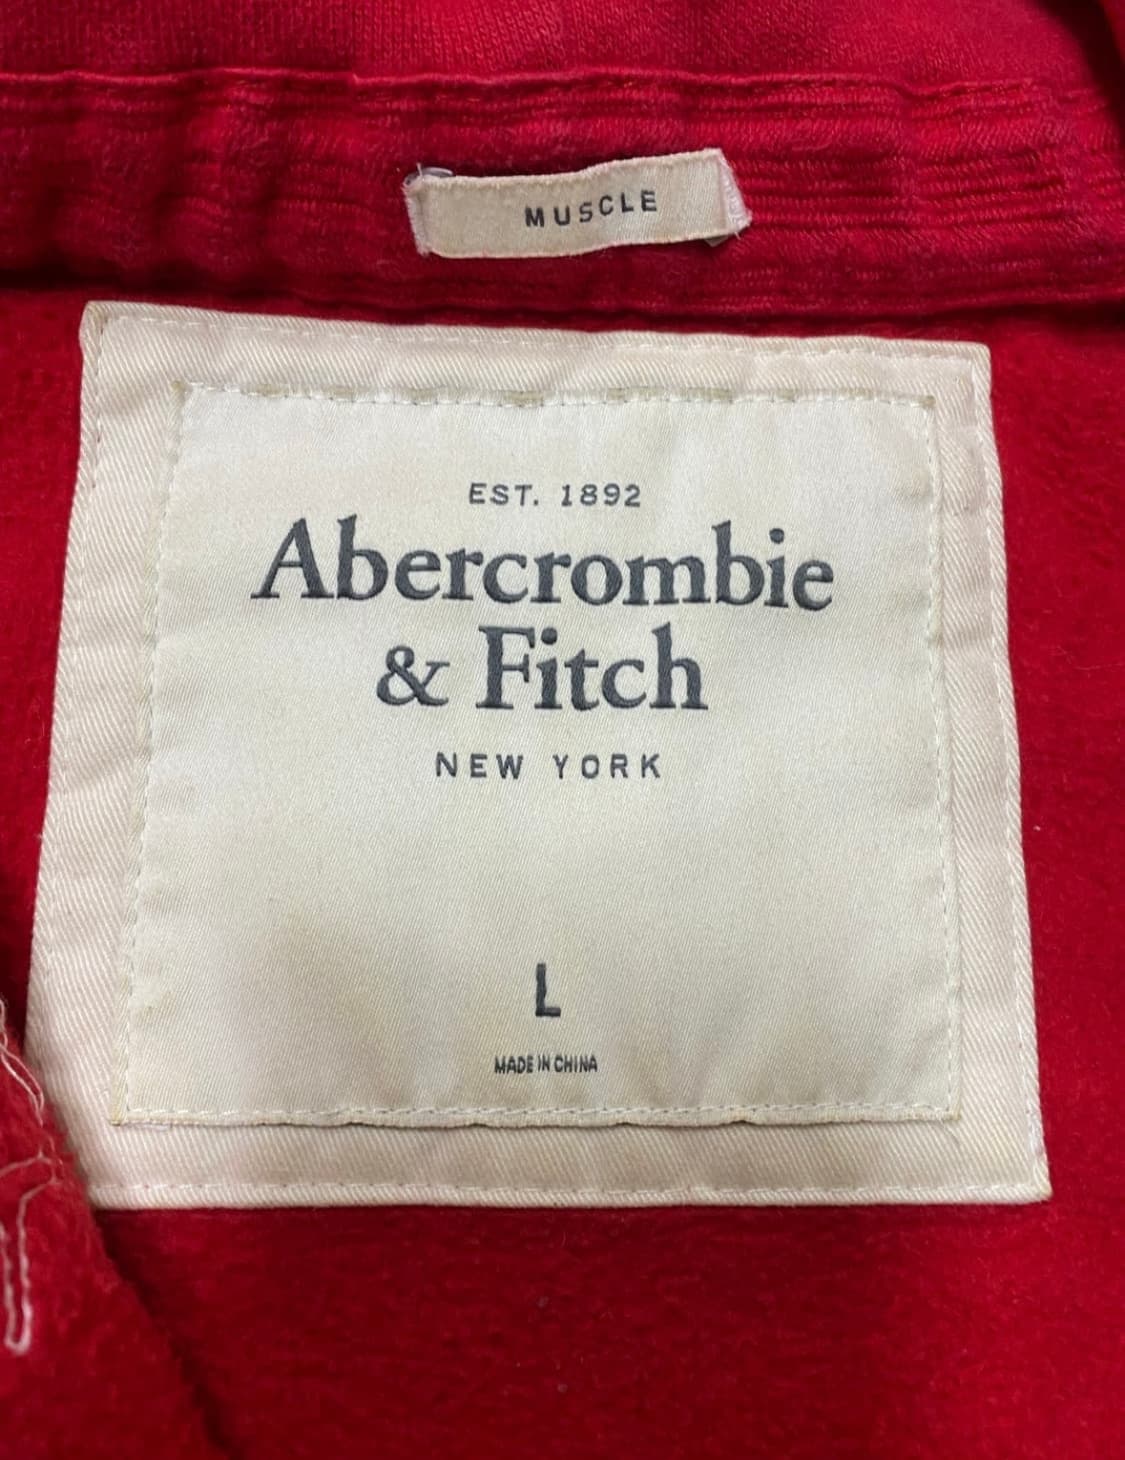 MUSCLE
EST. 1892
Abercrombie
& Fitch
NEW YORK
L
MADE IN CHINA